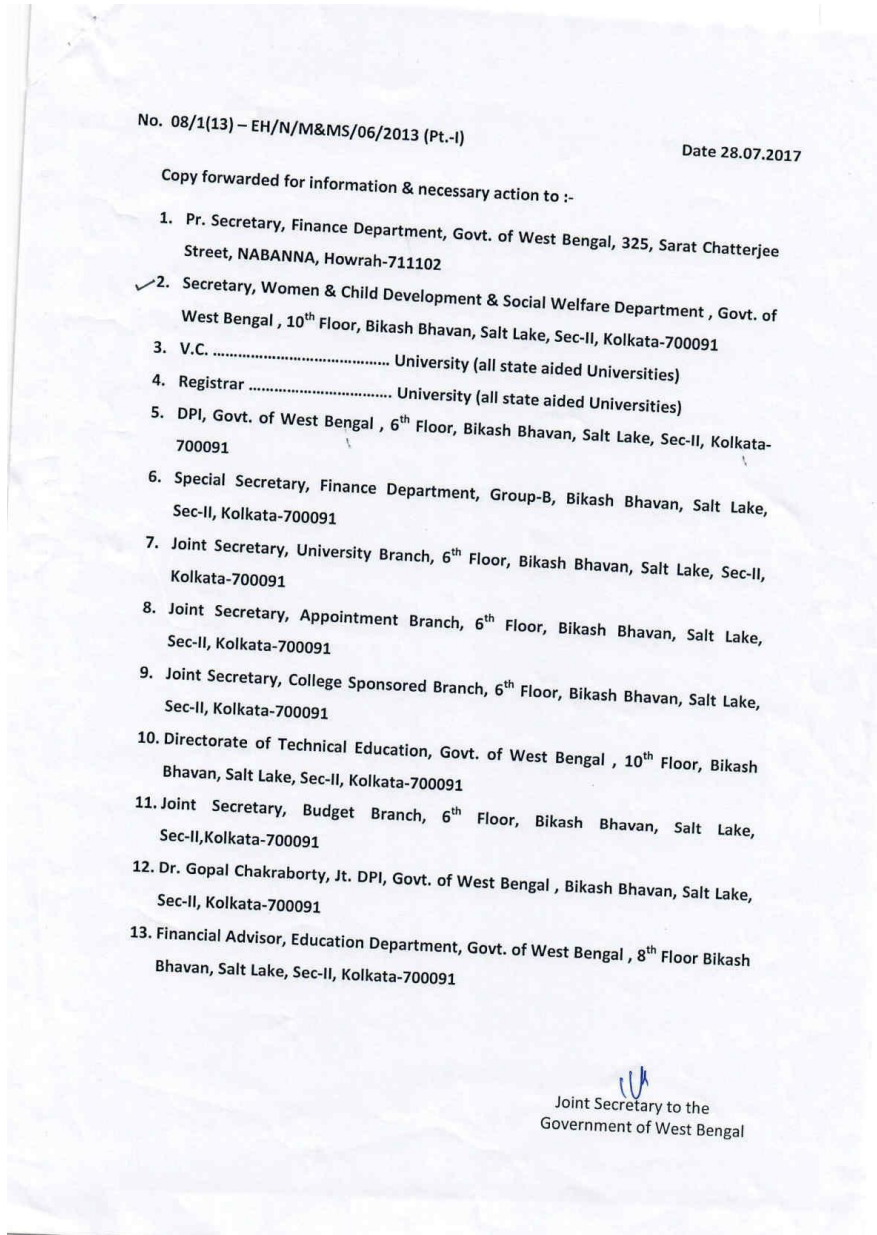 No. 08/1(13) – EH/N/M&MS/06/2013 (Pt.-I)
Date 28.07.2017
Copy forwarded for information & necessary action to :-
1. Pr. Secretary, Finance Department, Govt. of West Bengal, 325, Sarat Chatterjee
Street, NABANNA, Howrah-711102
2. Secretary, Women & Child Development & Social Welfare Department , Govt. of
West Bengal , 10th Floor, Bikash Bhavan, Salt Lake, Sec-II, Kolkata-700091
3. V.C. .......................................... University (all state aided Universities)
4. Registrar .................................. University (all state aided Universities)
5. DPI, Govt. of West Bengal , 6th Floor, Bikash Bhavan, Salt Lake, Sec-II, Kolkata-
700091
6. Special Secretary, Finance Department, Group-B, Bikash Bhavan, Salt Lake,
Sec-II, Kolkata-700091
7. Joint Secretary, University Branch, 6th Floor, Bikash Bhavan, Salt Lake, Sec-II,
Kolkata-700091
8. Joint Secretary, Appointment Branch, 6th Floor, Bikash Bhavan, Salt Lake,
Sec-II, Kolkata-700091
9. Joint Secretary, College Sponsored Branch, 6th Floor, Bikash Bhavan, Salt Lake,
Sec-II, Kolkata-700091
10. Directorate of Technical Education, Govt. of West Bengal , 10th Floor, Bikash
Bhavan, Salt Lake, Sec-II, Kolkata-700091
11. Joint Secretary, Budget Branch, 6th Floor, Bikash Bhavan, Salt Lake,
Sec-II,Kolkata-700091
12. Dr. Gopal Chakraborty, Jt. DPI, Govt. of West Bengal , Bikash Bhavan, Salt Lake,
Sec-II, Kolkata-700091
13. Financial Advisor, Education Department, Govt. of West Bengal , 8th Floor Bikash
Bhavan, Salt Lake, Sec-II, Kolkata-700091
Joint Secretary to the
Government of West Bengal